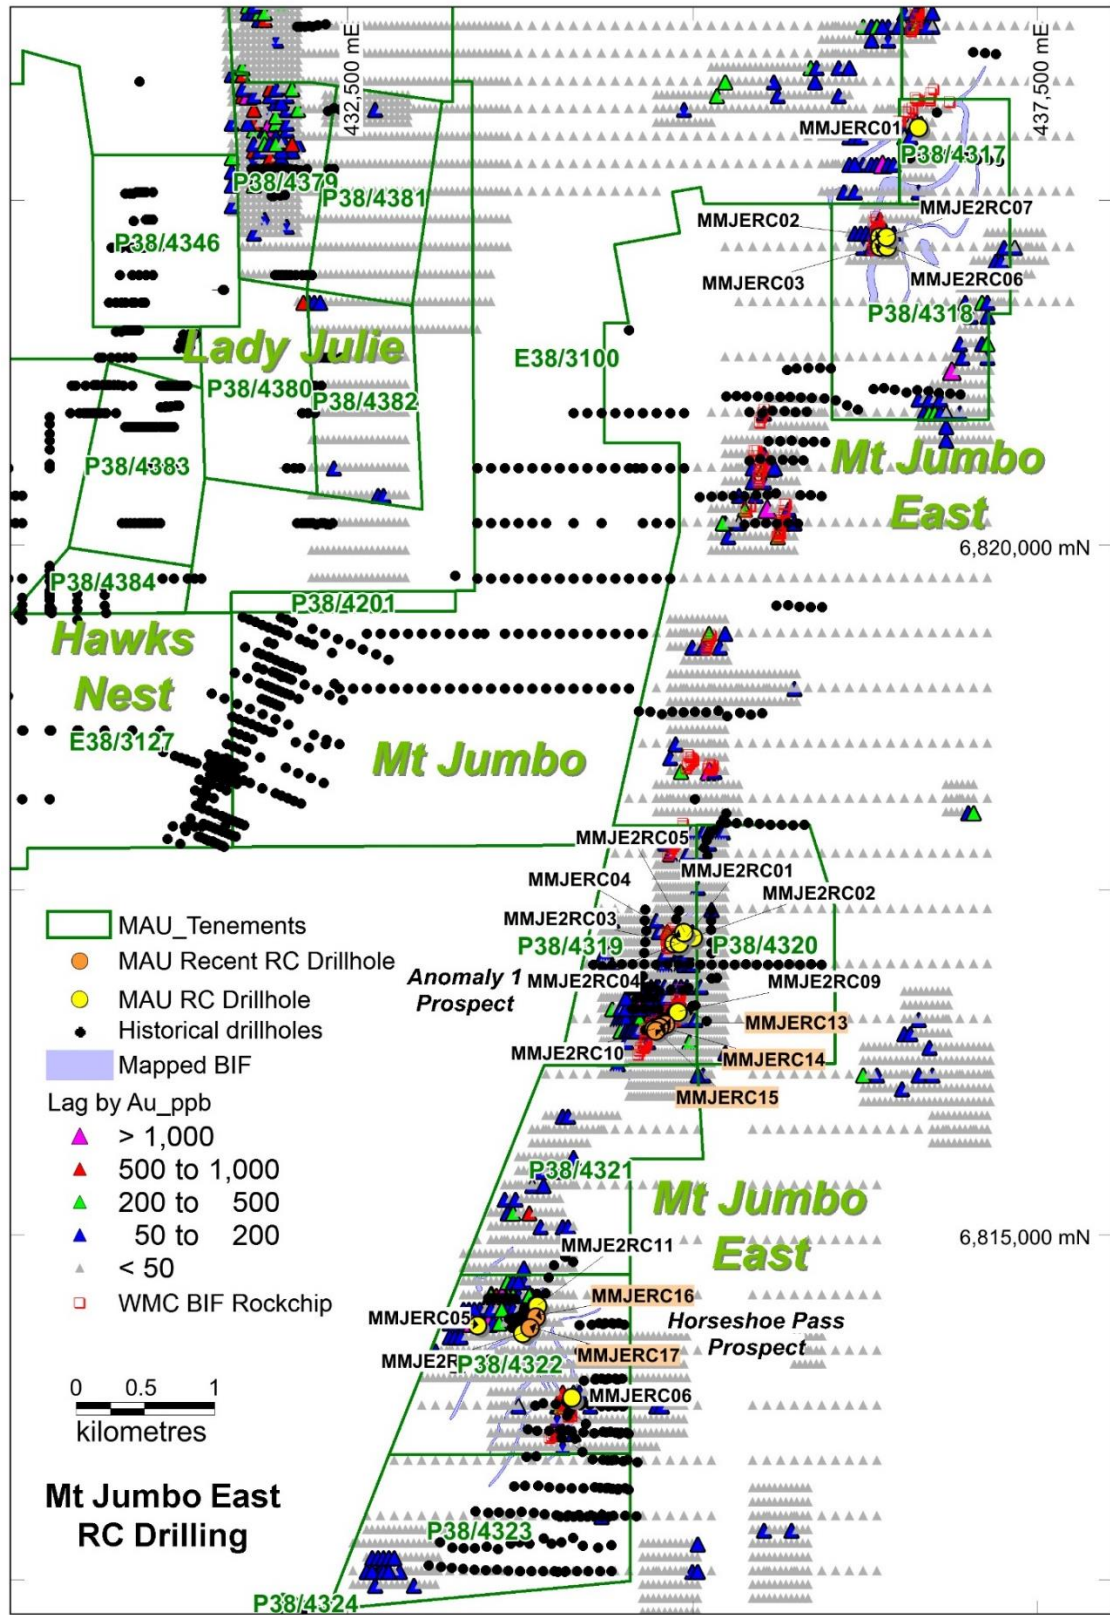 432,500 mE
437,500 mE
MMJERC01
P38/4317
P38/4379
P38/4381
MMJERC02
MMJE2RC07
P38/4346
MMJERC03
MMJE2RC06
P38/4318
Lady Julie
E38/3100
P38/4380
P38/4382
P38/4383
Mt Jumbo
East
6,820,000 mN
P38/4384
P38/4201
Hawks
Nest
E38/3127
Mt Jumbo
MMJE2RC05
MMJE2RC01
MMJERC04
MMJE2RC02
MMJE2RC03
P38/4319
P38/4320
Anomaly 1
Prospect
MMJE2RC04
MMJE2RC09
MMJERC13
MMJE2RC10
MMJERC14
MMJERC15
MAU_Tenements
MAU Recent RC Drillhole
MAU RC Drillhole
Historical drillholes
Mapped BIF
Lag by Au_ppb
> 1,000
500 to 1,000
200 to 500
50 to 200
< 50
WMC BIF Rockchip
P38/4321
Mt Jumbo
East
6,815,000 mN
MMJE2RC11
MMJERC16
MMJERC05
Horseshoe Pass
Prospect
MMJERC17
P38/4322
MMJERC06
0 0.5 1
kilometres
Mt Jumbo East
RC Drilling
P38/4323
P38/4324